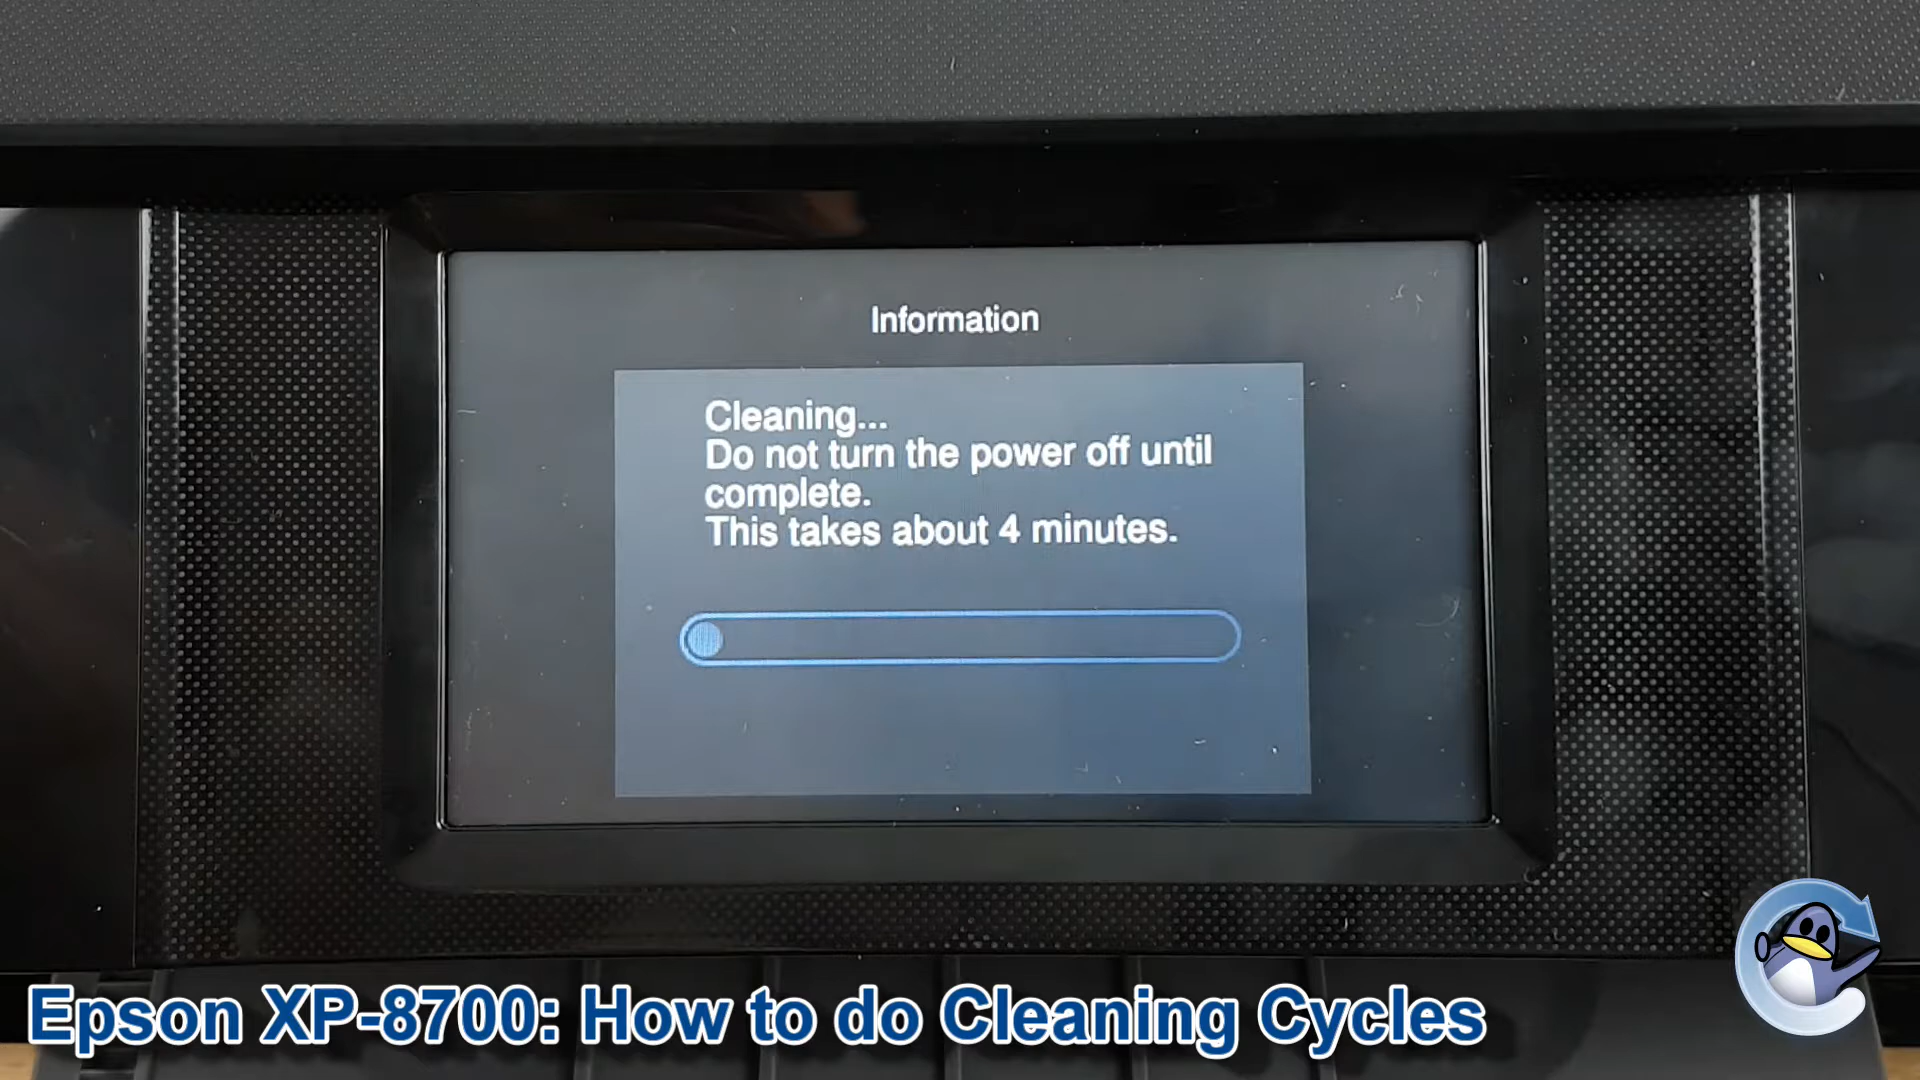 Information
Cleaning...
Do not turn the power off until
complete.
This takes about 4 minutes.
Epson XP-8700: How to do Cleaning Cycles